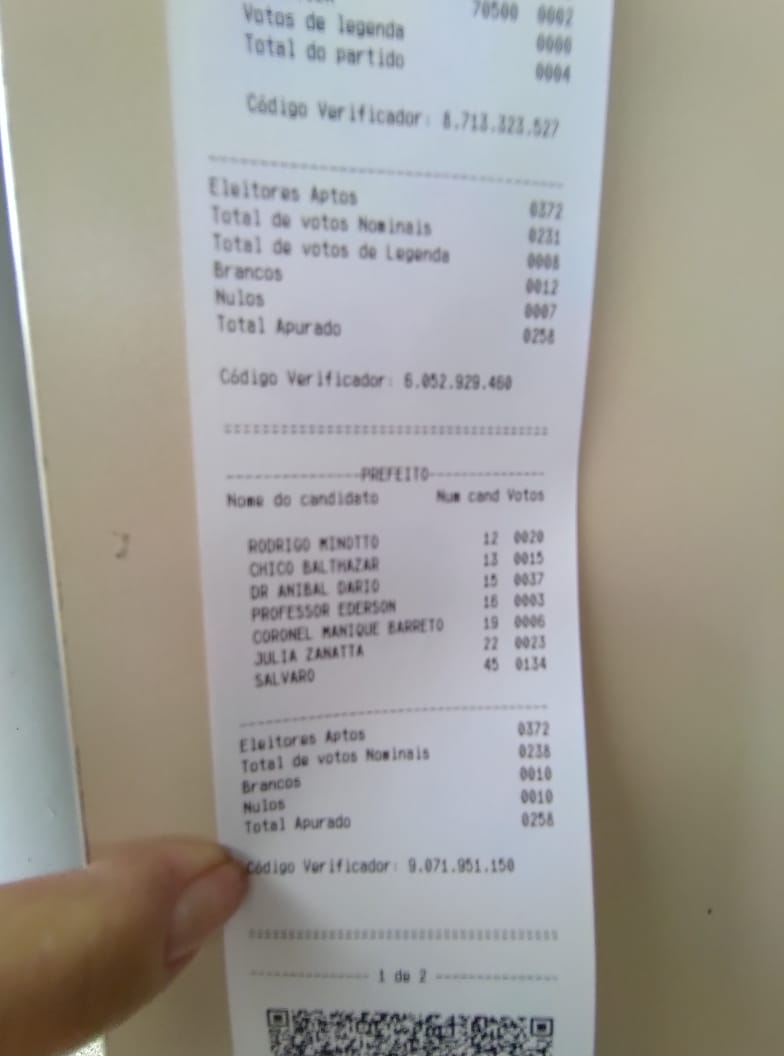 70500 0002
Votos de legenda 0000
Total do partido 0004
Código Verificador: 8.713.323.527
--------------------------------------
Eleitores Aptos 0372
Total de votos Nominais 0231
Total de votos de Legenda 0008
Brancos 0012
Nulos 0007
Total Apurado 0258
Código Verificador: 6.052.929.460
======================================
----------------PREFEITO--------------
Nome do candidato Num cand Votos
RODRIGO MINOTTO 12 0020
CHICO BALTHAZAR 13 0015
DR ANIBAL DARIO 15 0037
PROFESSOR EDERSON 16 0003
CORONEL MANIQUE BARRETO 19 0006
JULIA ZANATTA 22 0023
SALVARO 45 0134
--------------------------------------
Eleitores Aptos 0372
Total de votos Nominais 0238
Brancos 0010
Nulos 0010
Total Apurado 0258
Código Verificador: 9.071.951.150
======================================
-------------- 1 de 2 --------------